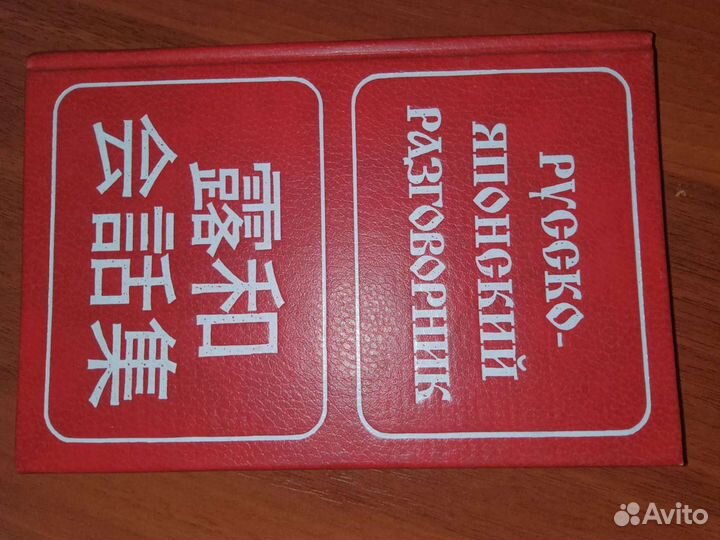 РУССКО-
ЯПОНСКИЙ
РАЗГОВОРНИК
露和
会話集
Avito